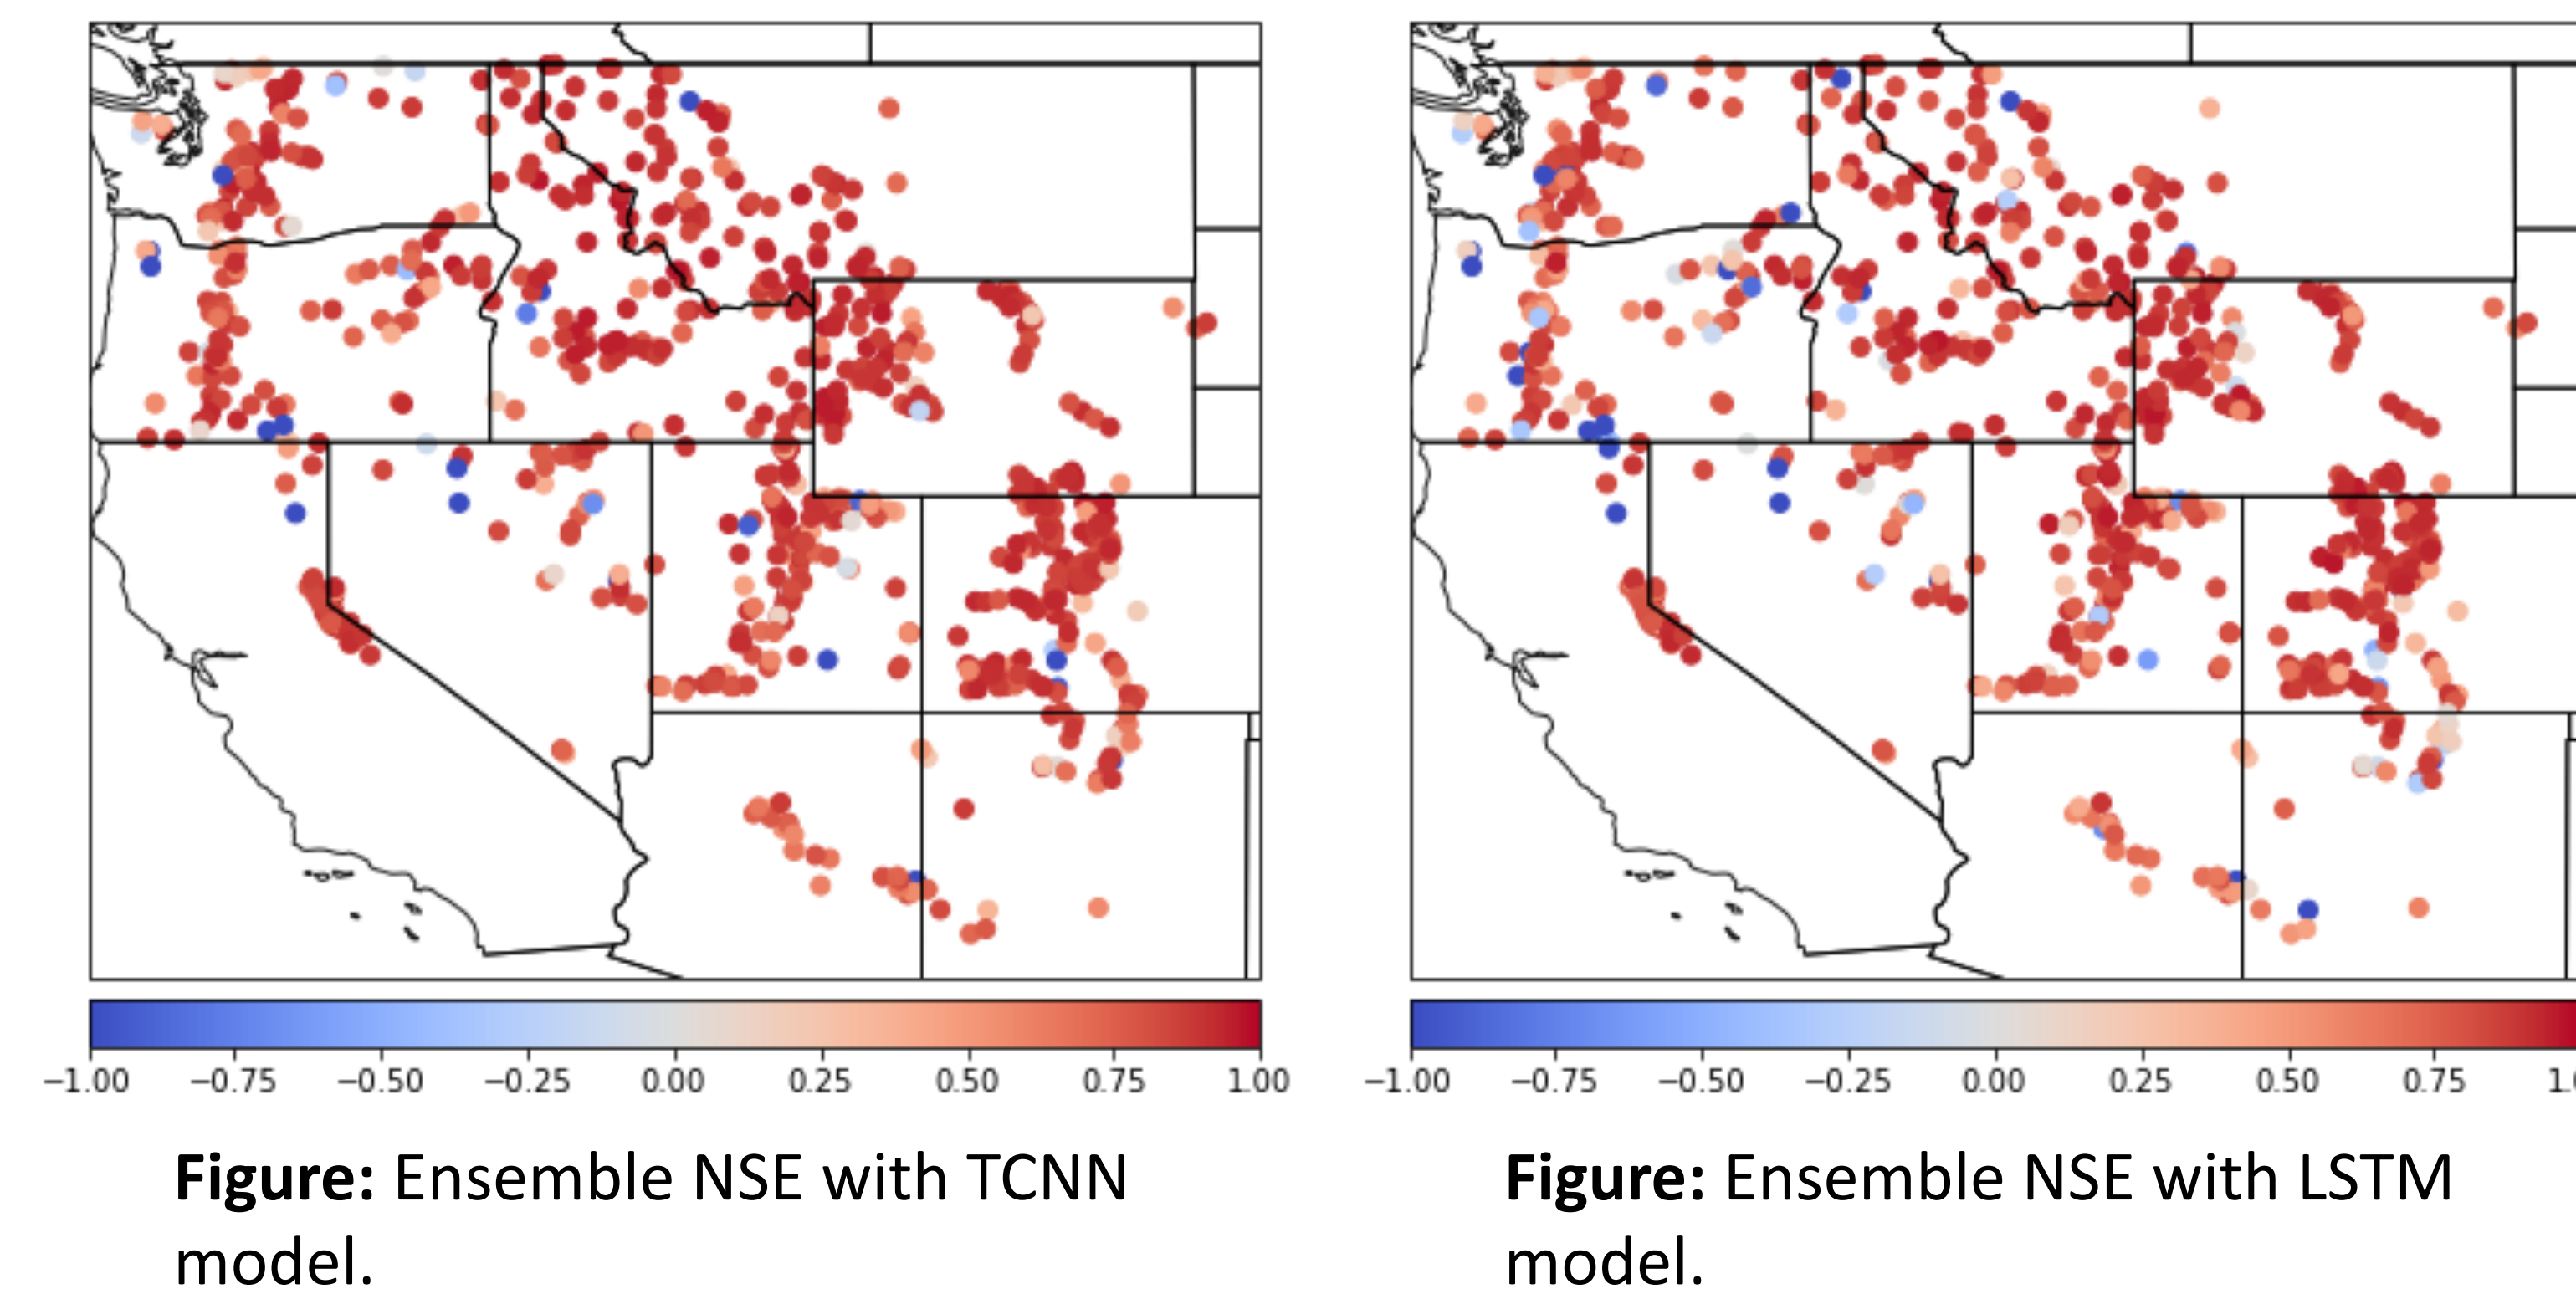 −1.00 −0.75 −0.50 −0.25 0.00 0.25 0.50 0.75 1.00
−1.00 −0.75 −0.50 −0.25 0.00 0.25 0.50 0.75
Figure: Ensemble NSE with TCNN
model.
Figure: Ensemble NSE with LSTM
model.